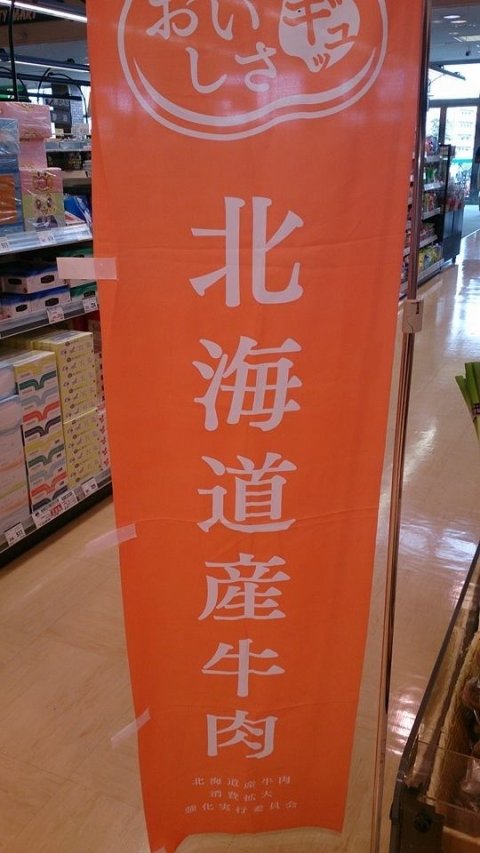 おいしさ
ギュッ
北海道産牛肉
北海道産牛肉
消費拡大
強化実行委員会